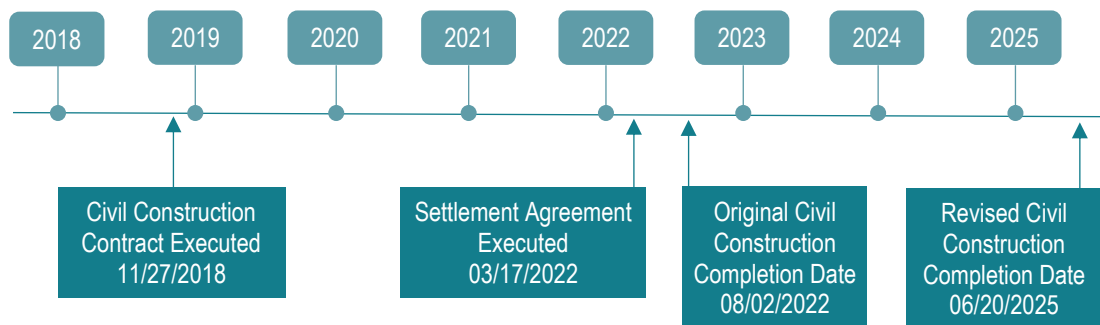 2018
2019
2020
2021
2022
2023
2024
2025
Civil Construction
Contract Executed
11/27/2018
Settlement Agreement
Executed
03/17/2022
Original Civil
Construction
Completion Date
08/02/2022
Revised Civil
Construction
Completion Date
06/20/2025